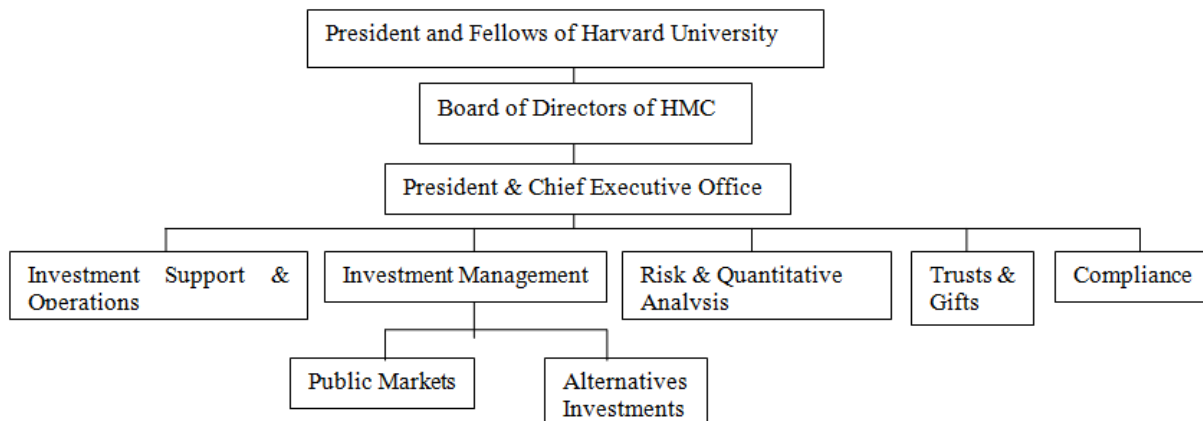 President and Fellows of Harvard University
Board of Directors of HMC
President & Chief Executive Office
Investment Support &
Operations
Investment Management
Risk & Quantitative
Analysis
Trusts &
Gifts
Compliance
Public Markets
Alternatives
Investments